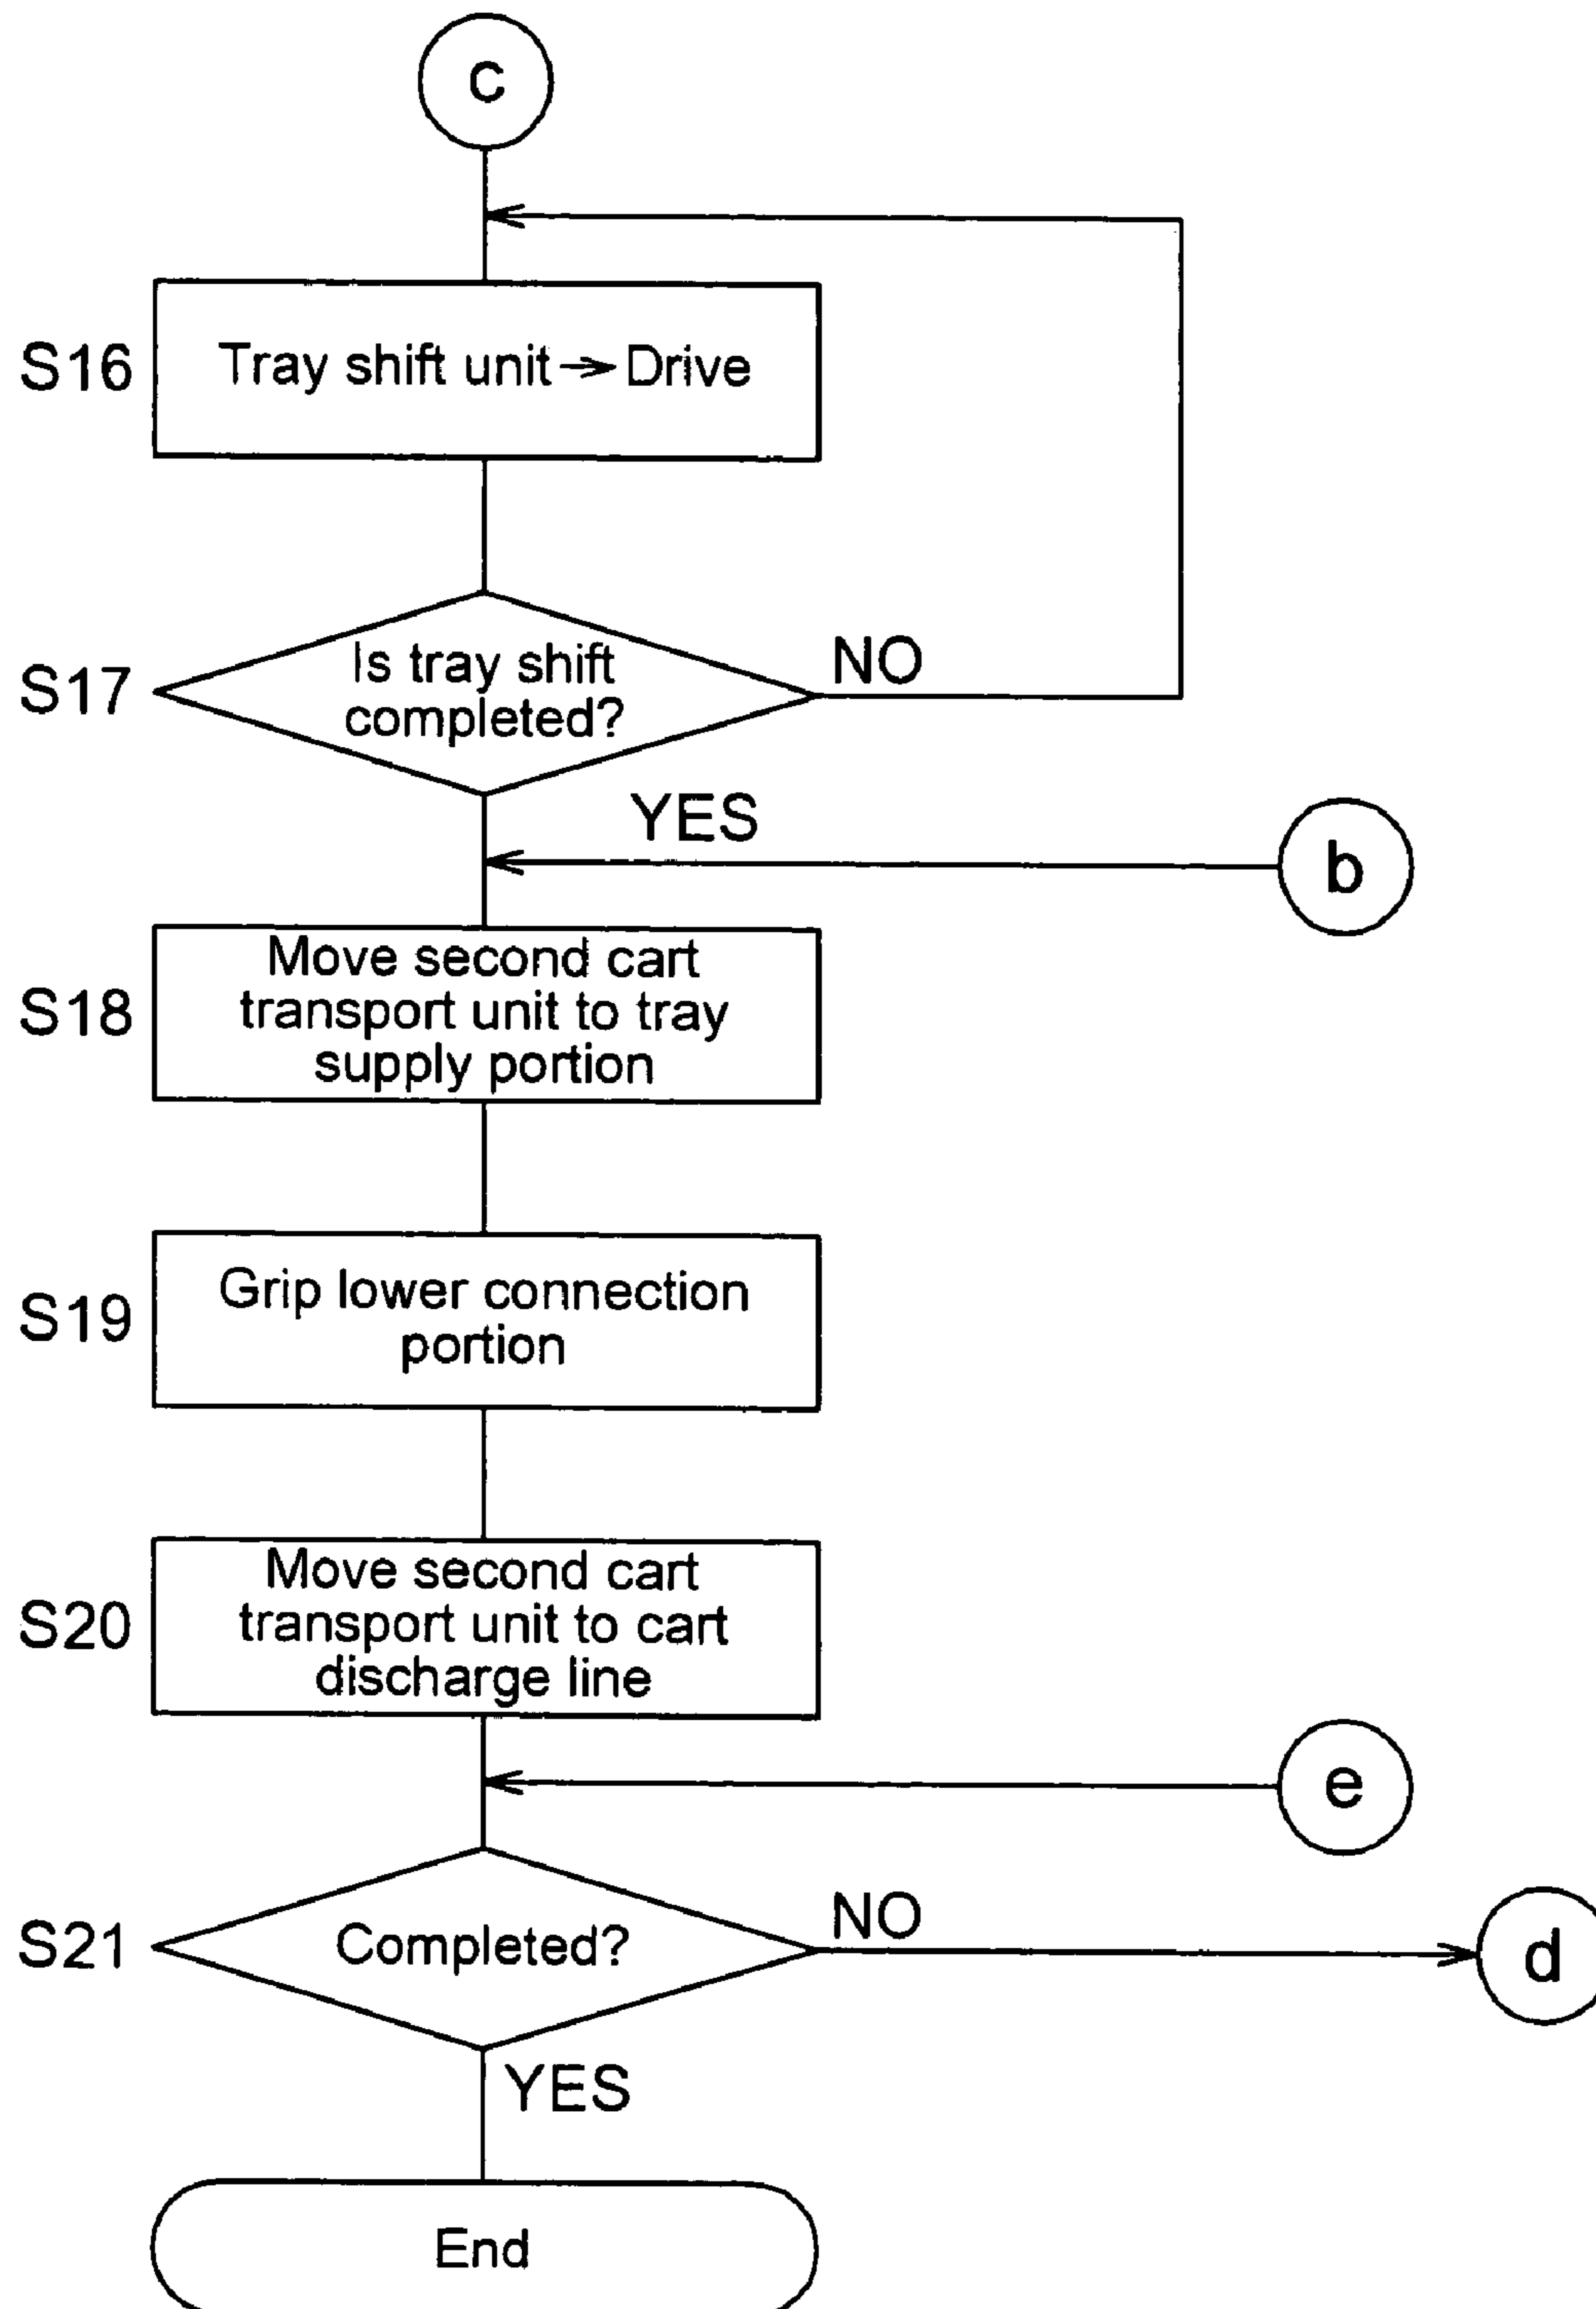 c
S16
Tray shift unit → Drive
S17
Is tray shift
completed?
NO
YES
b
S18
Move second cart
transport unit to tray
supply portion
S19
Grip lower connection
portion
S20
Move second cart
transport unit to cart
discharge line
e
S21
Completed?
NO
d
YES
End